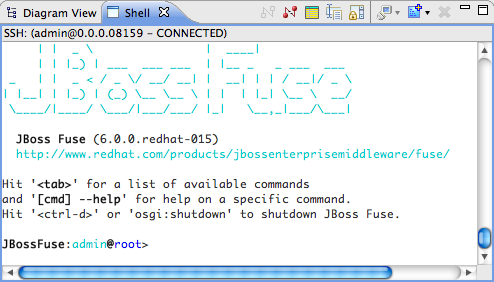 Diagram View
Shell
SSH: (admin@0.0.0.08159 - CONNECTED)
JBoss Fuse (6.0.0.redhat-015)
http://www.redhat.com/products/jbossenterprisemiddleware/fuse/
Hit '<tab>' for a list of available commands
and '[cmd] --help' for help on a specific command.
Hit '<ctrl-d>' or 'osgi:shutdown' to shutdown JBoss Fuse.
JBossFuse:admin@root>